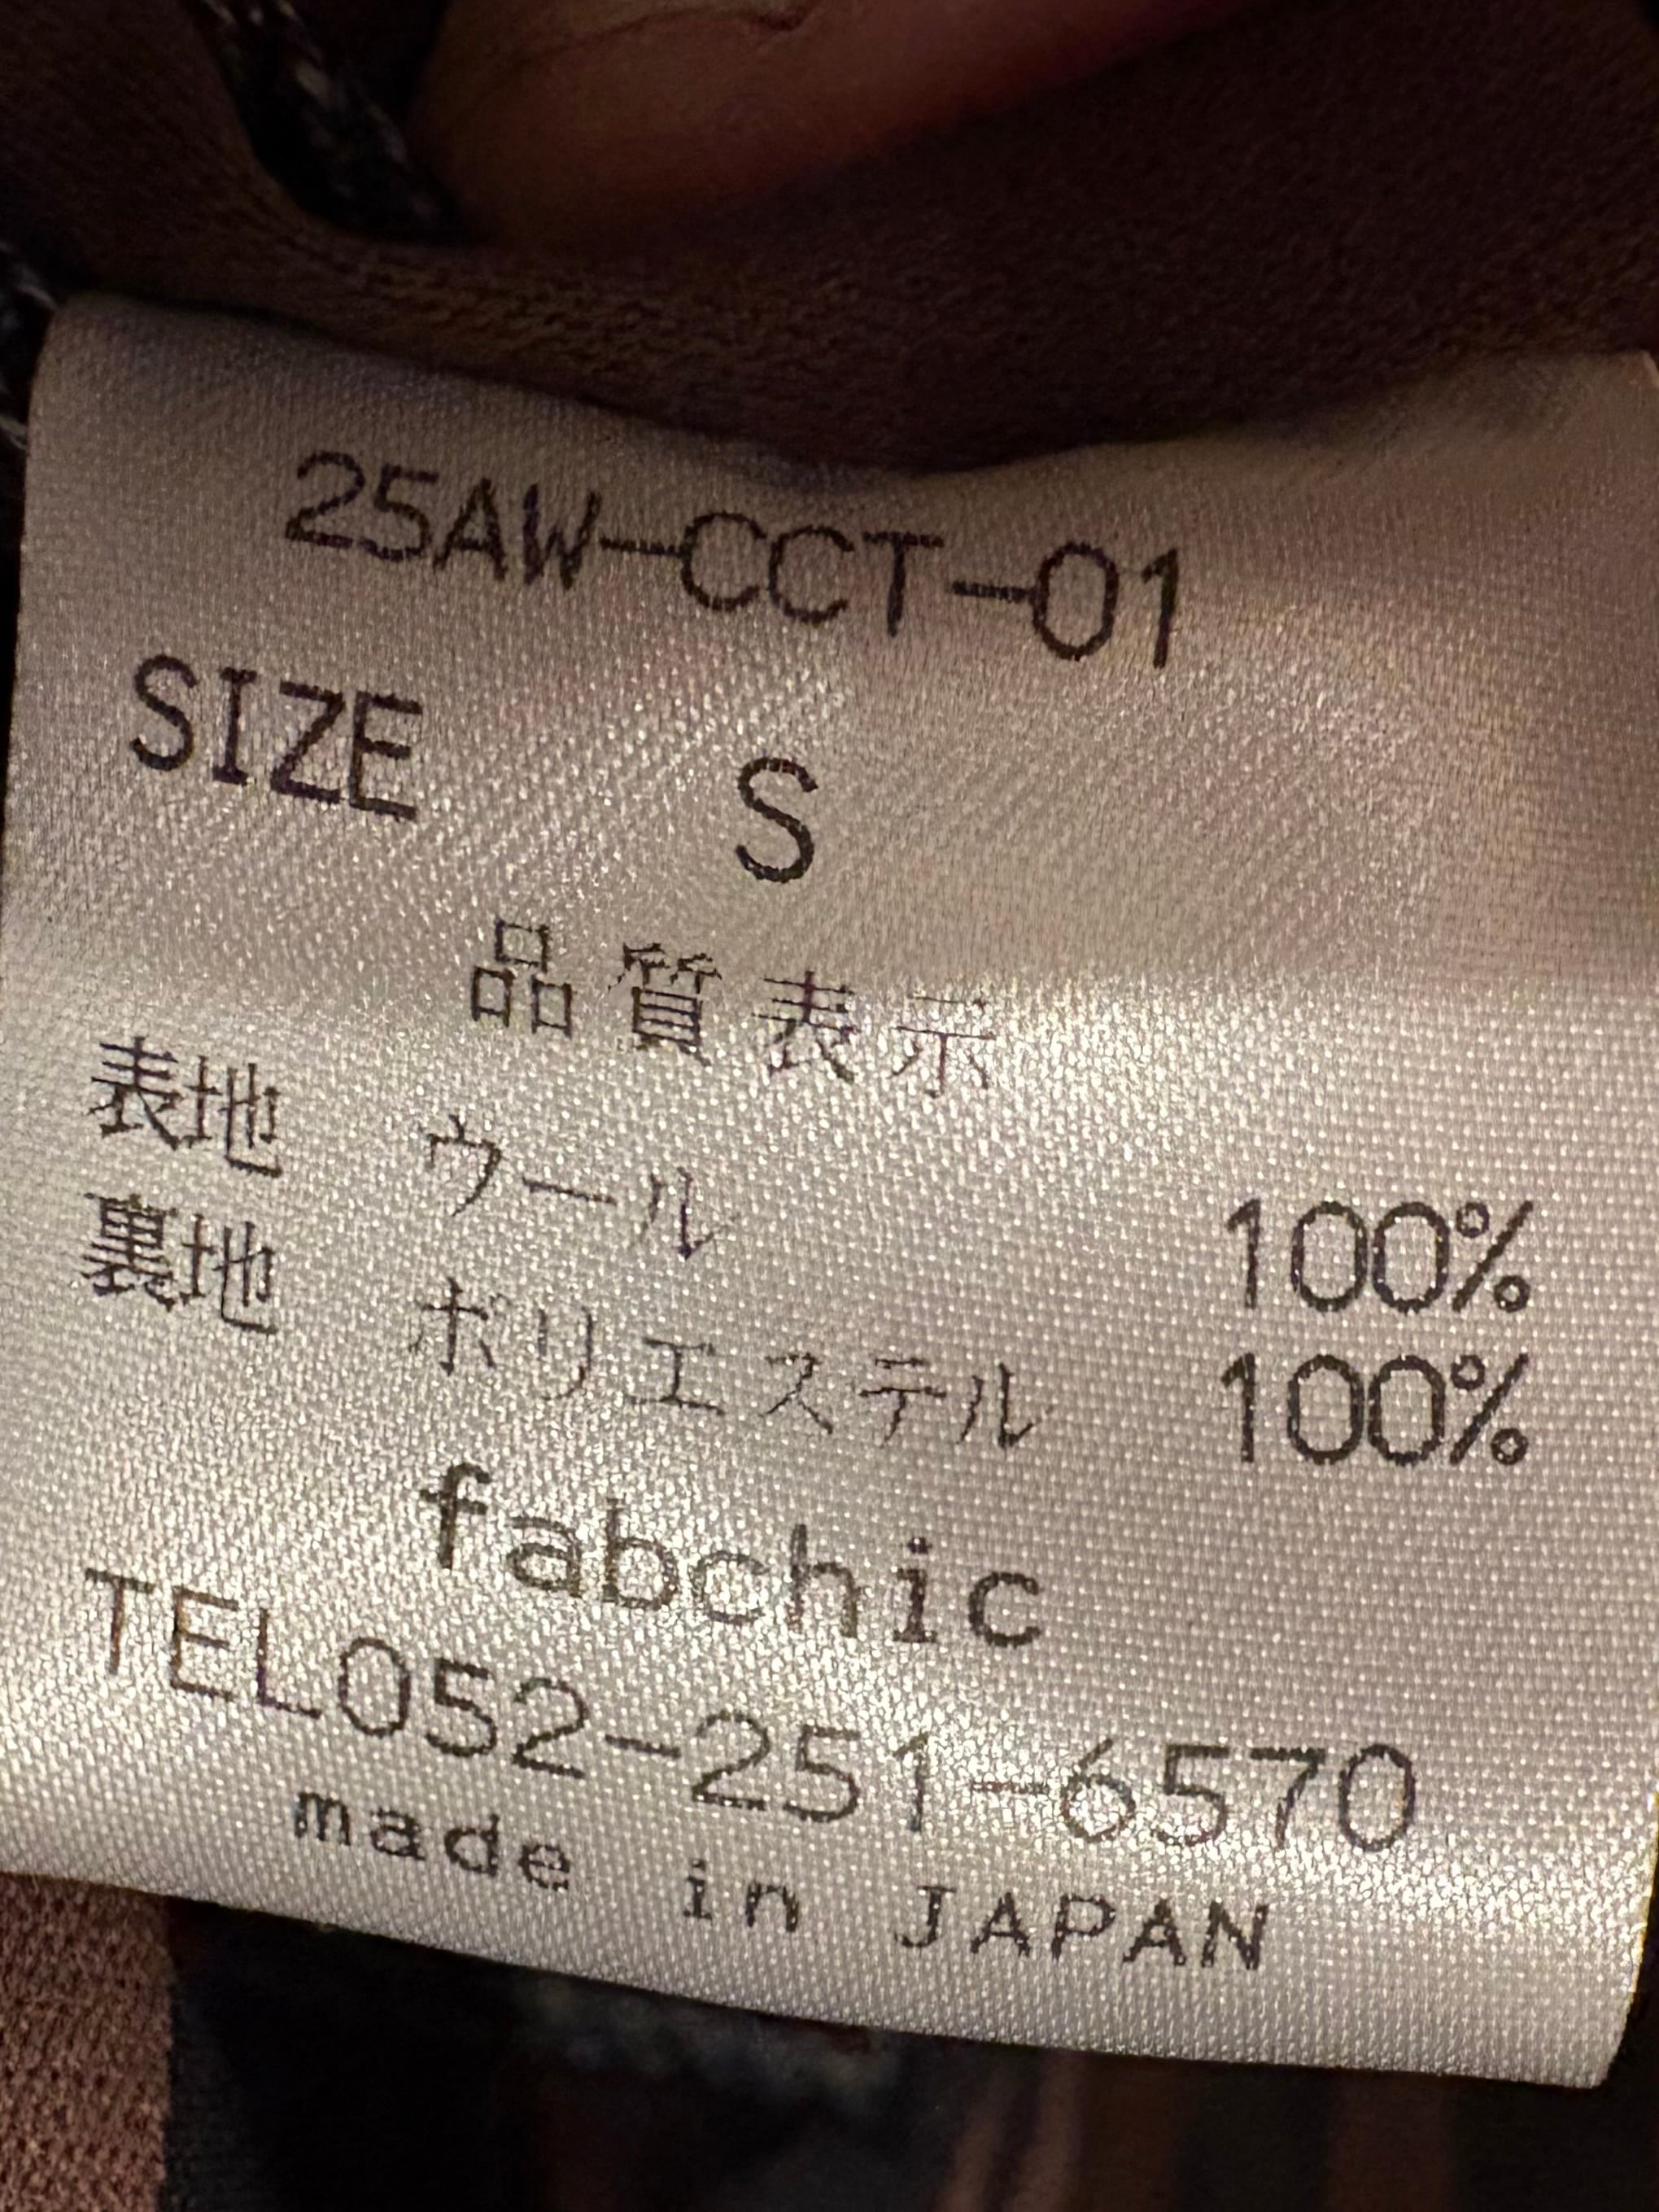 25AW-CCT-01
SIZE S
品質表示
表地 ウール 100%
裏地 ポリエステル 100%
fabchic
TEL052-251-6570
made in JAPAN